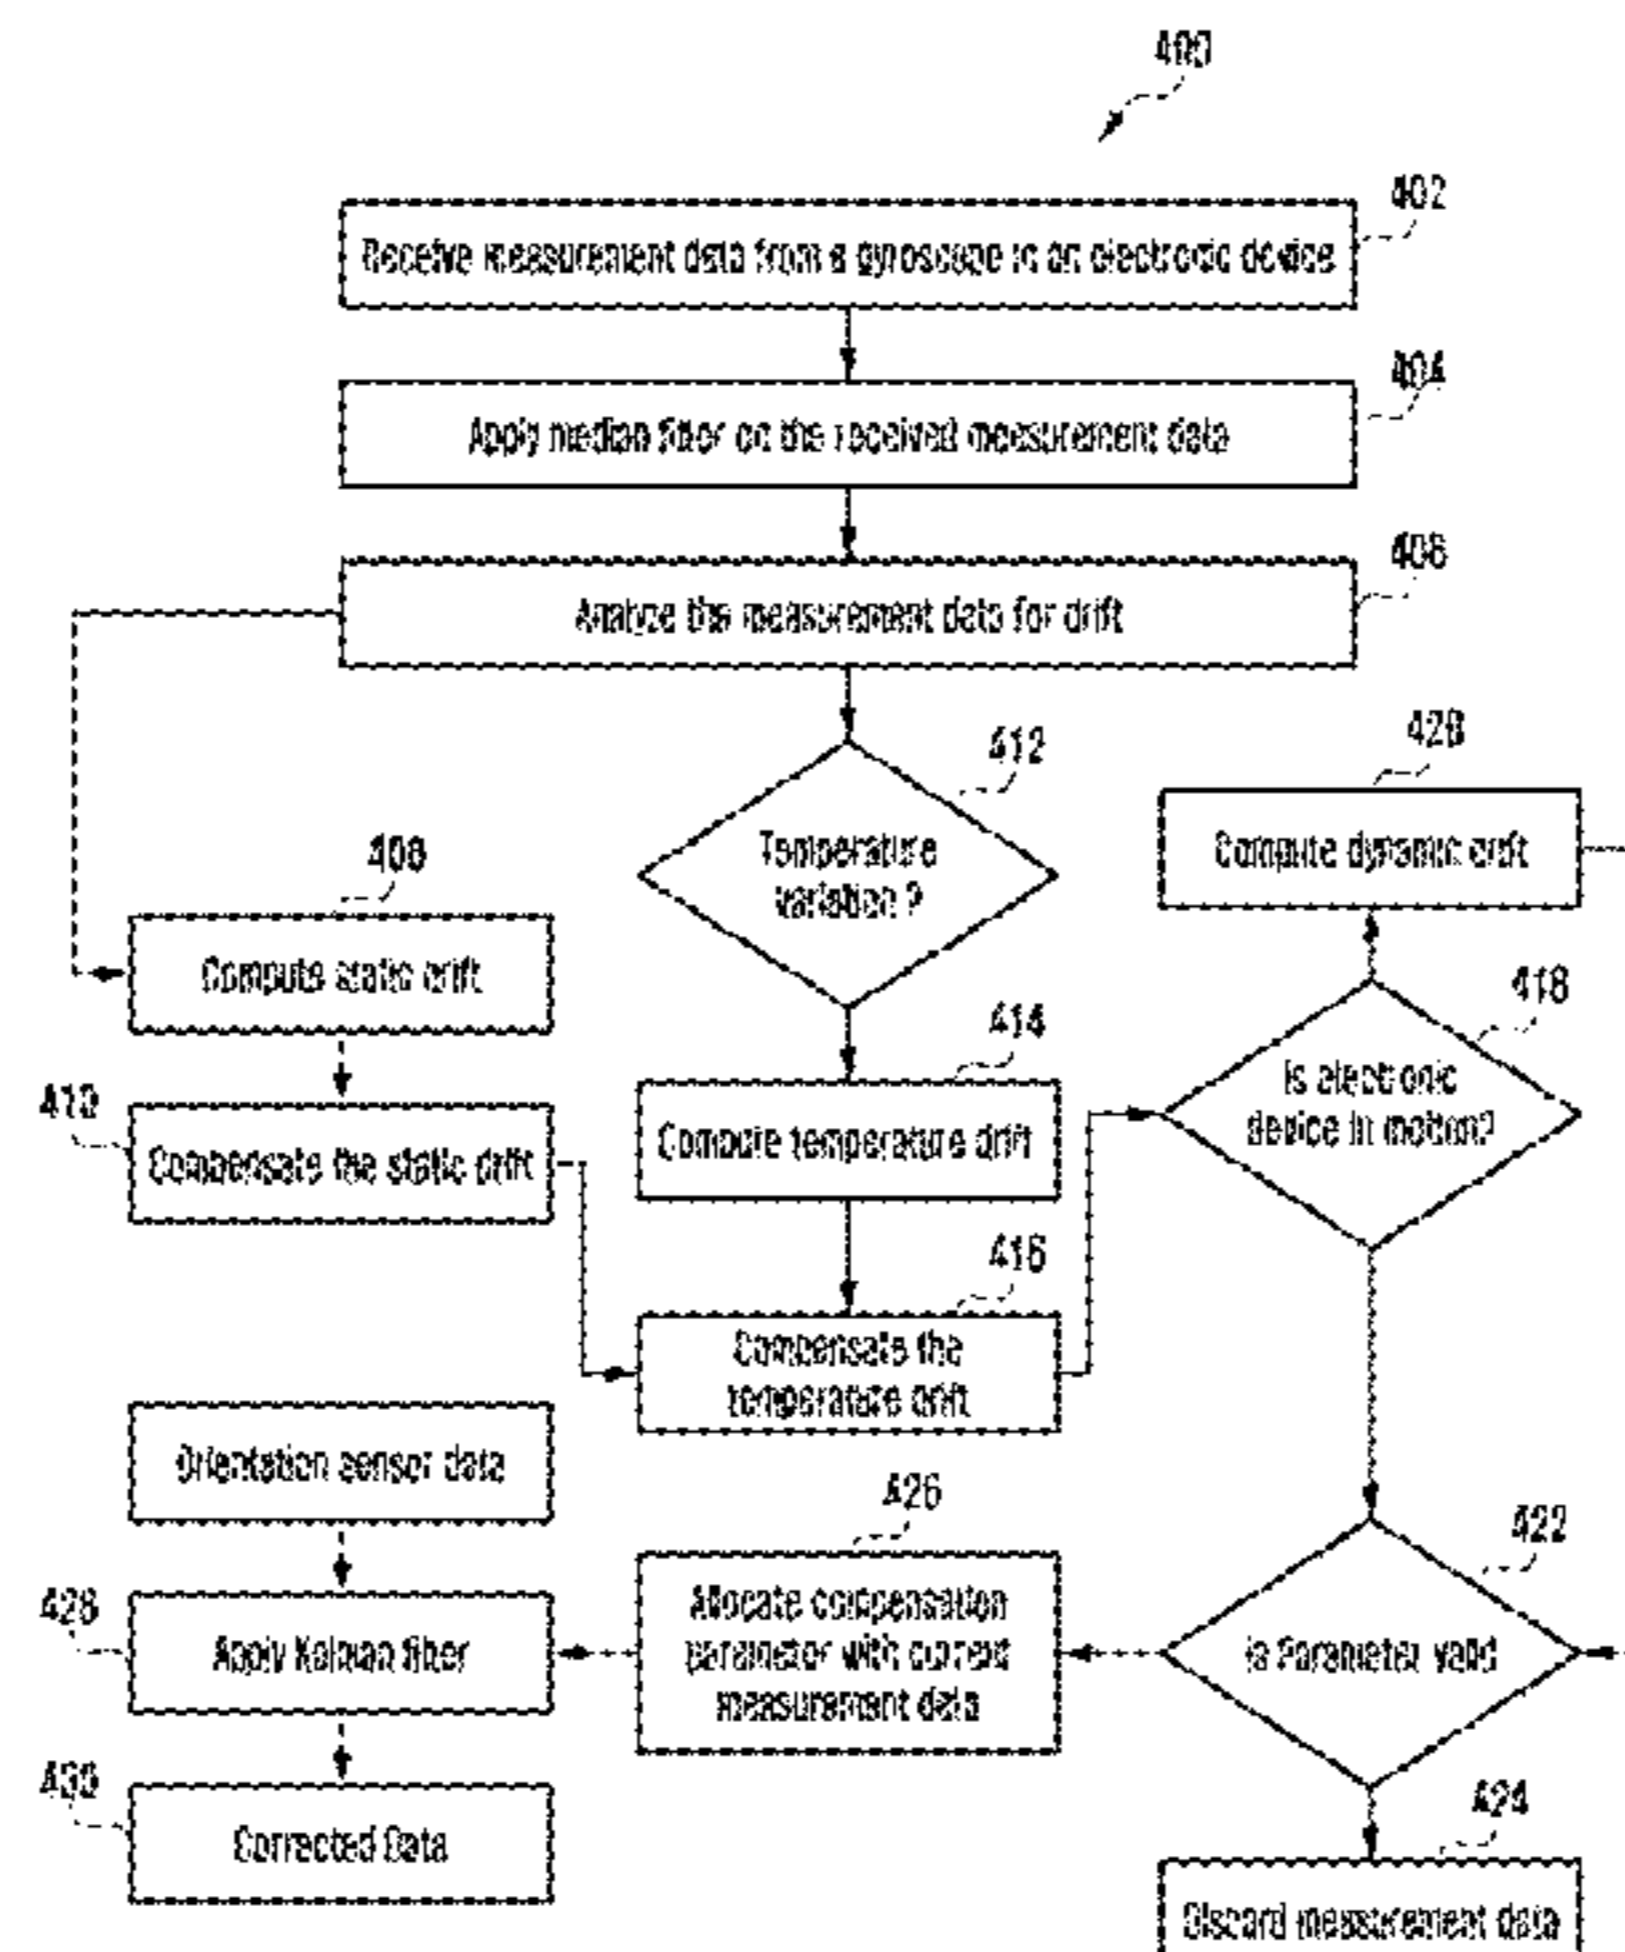 400
402
Receive measurement data from a gyroscope in an electronic device
404
Apply median filter on the received measurement data
406
Analyze the measurement data for drift
412
Temperature
variation ?
428
Compute dynamic drift
408
Compute static drift
418
Is electronic
device in motion?
414
Compute temperature drift
410
Compensate the static drift
416
Compensate the
temperature drift
Orientation sensor data
426
Allocate compensation
parameter with current
measurement data
422
Is Parameter valid
428
Apply Kalman filter
430
Corrected Data
424
Discard measurement data